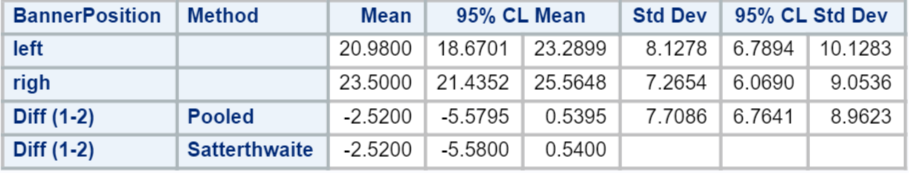 BannerPosition Method Mean 95% CL Mean Std Dev 95% CL Std Dev
left 20.9800 18.6701 23.2899 8.1278 6.7894 10.1283
righ 23.5000 21.4352 25.5648 7.2654 6.0690 9.0536
Diff (1-2) Pooled -2.5200 -5.5795 0.5395 7.7086 6.7641 8.9623
Diff (1-2) Satterthwaite -2.5200 -5.5800 0.5400